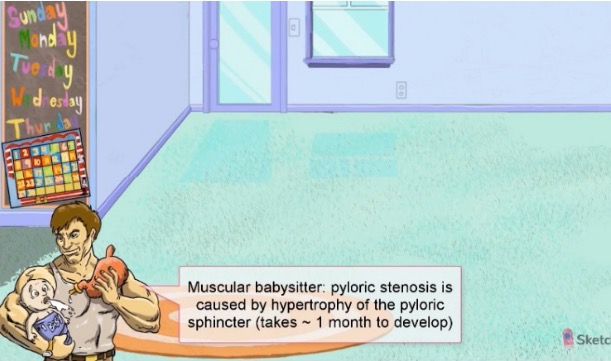 Sunday
Monday
Tuesday
Wednesday
Thursday
Muscular babysitter: pyloric stenosis is
caused by hypertrophy of the pyloric
sphincter (takes ~ 1 month to develop)
Sketc